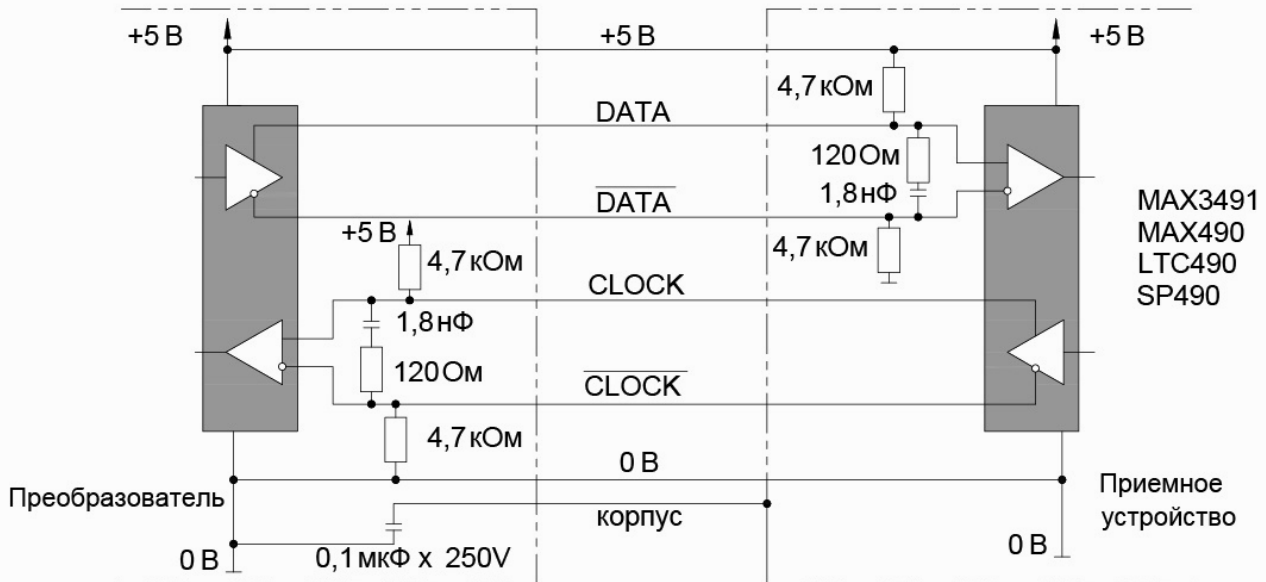 +5 В
+5 В
+5 В
4,7 кОм
DATA
120 Ом
1,8 нФ
DATA
+5 В
4,7 кОм
4,7 кОм
MAX3491
MAX490
LTC490
SP490
CLOCK
1,8 нФ
120 Ом
CLOCK
4,7 кОм
0 В
Преобразователь
Приемное
устройство
корпус
0 В
0,1 мкФ x 250V
0 В